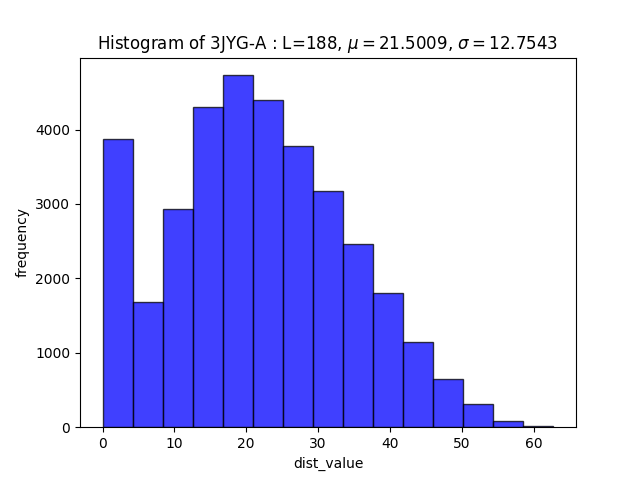 Histogram of 3JYG-A : L=188, μ = 21.5009, σ = 12.7543
frequency
4000
3000
2000
1000
0
0 10 20 30 40 50 60
dist_value